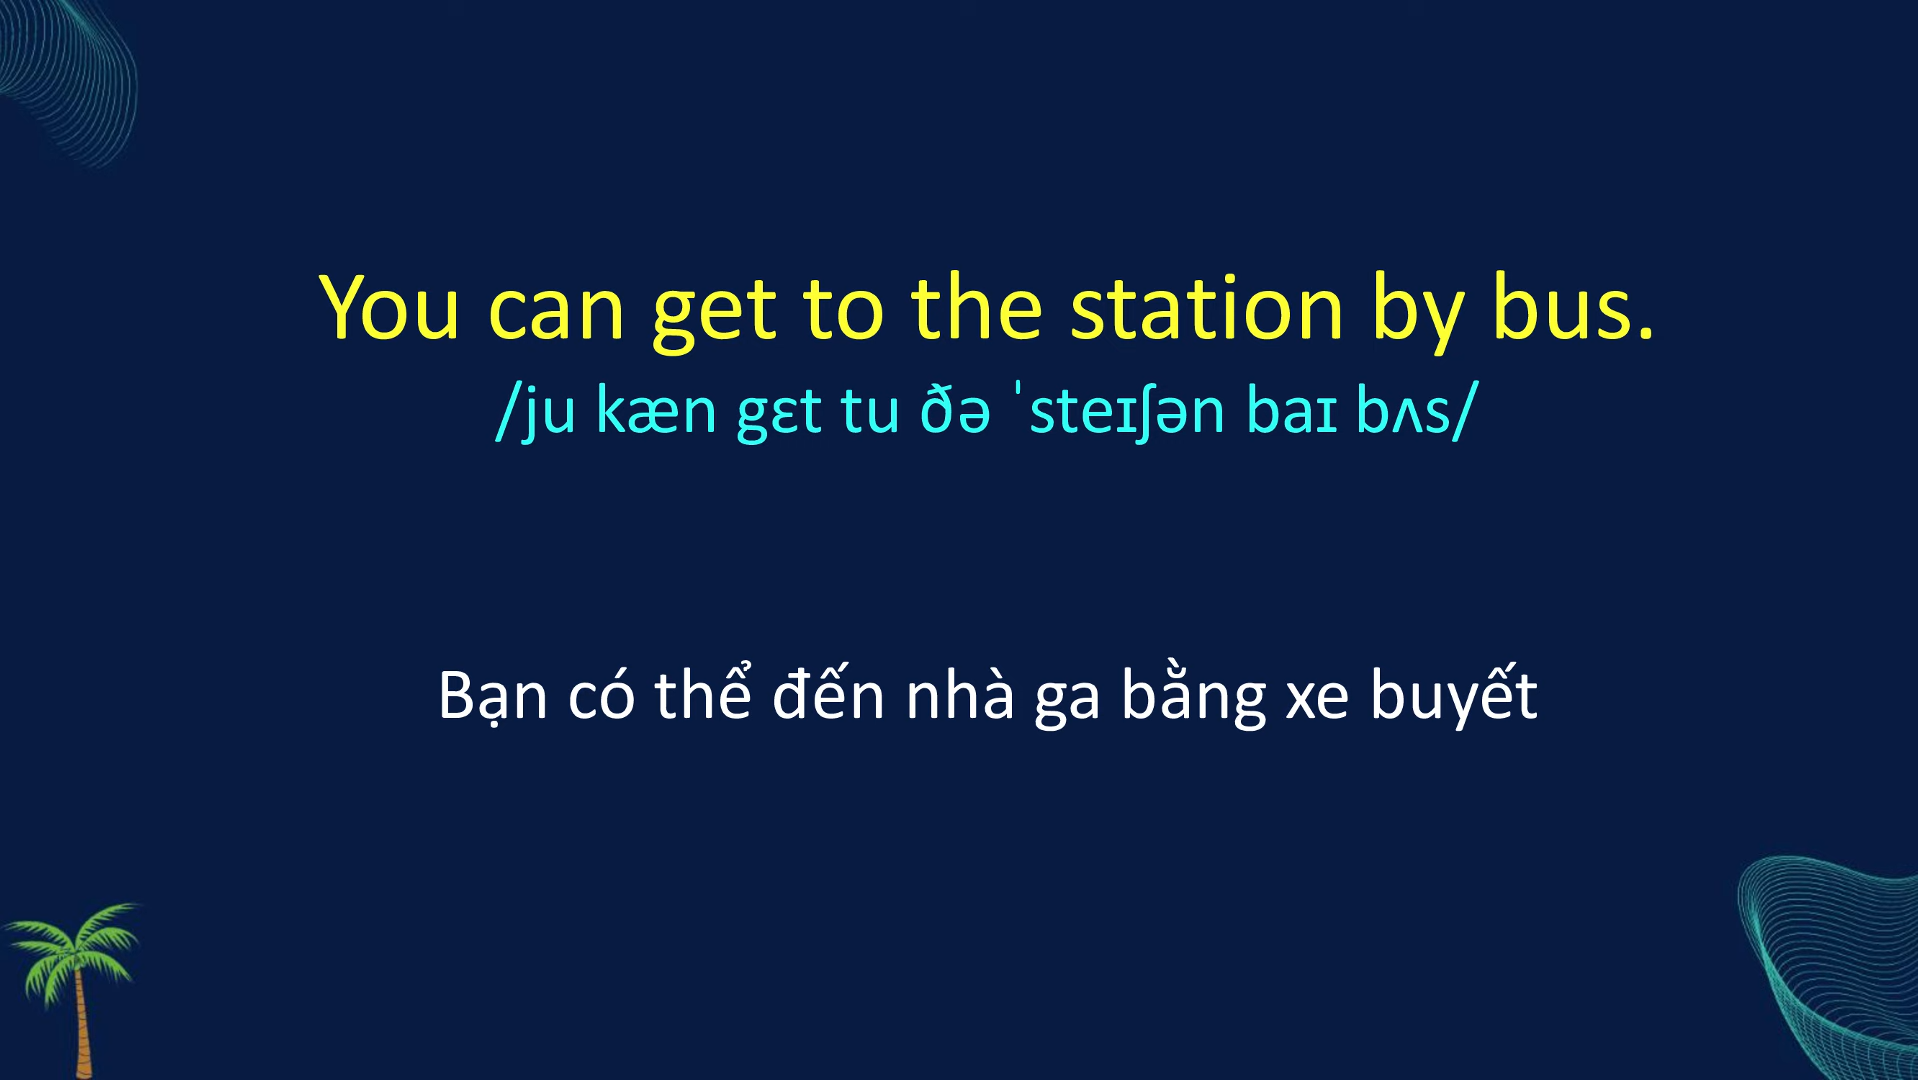 You can get to the station by bus.
/ju kæn gɛt tu ðə ˈsteɪʃən baɪ bʌs/
Bạn có thể đến nhà ga bằng xe buyết